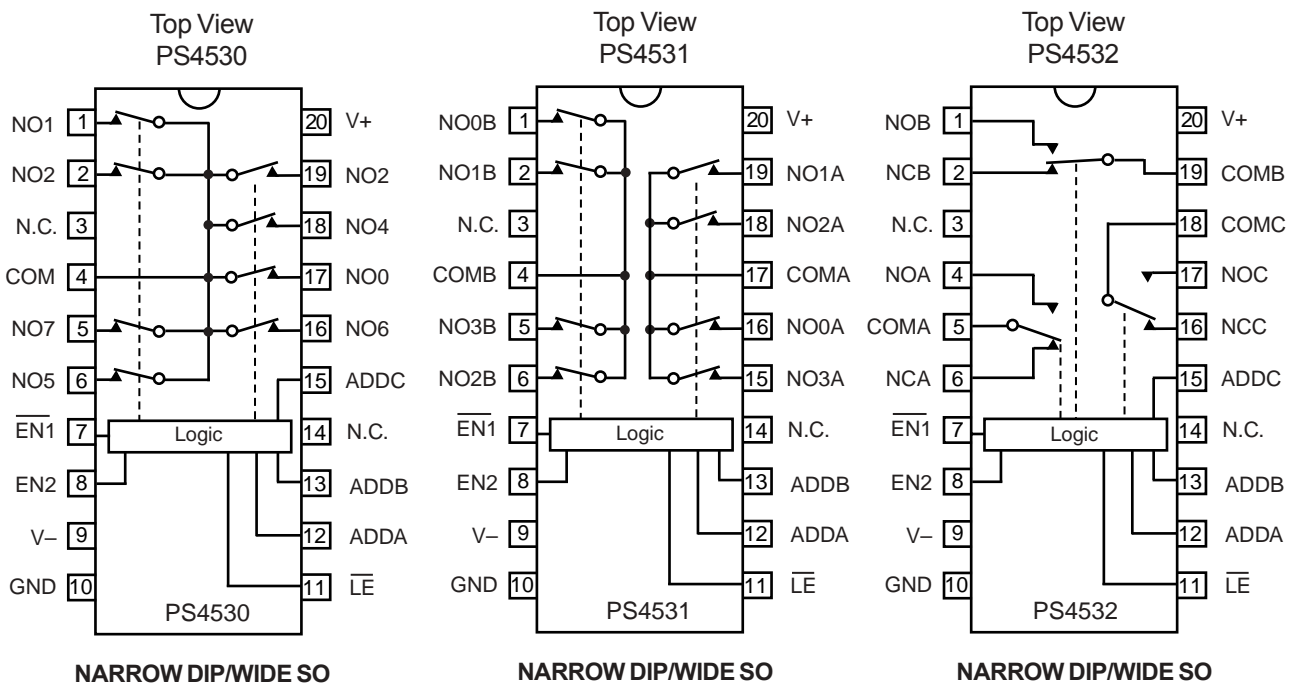 Top View
PS4530
NO1 1 20 V+
NO2 2 19 NO2
N.C. 3 18 NO4
COM 4 17 NO0
NO7 5 16 NO6
NO5 6 15 ADDC
EN1 7 Logic 14 N.C.
EN2 8 13 ADDB
V– 9 12 ADDA
GND 10 11 LE
PS4530
NARROW DIP/WIDE SO
Top View
PS4531
NO0B 1 20 V+
NO1B 2 19 NO1A
N.C. 3 18 NO2A
COMB 4 17 COMA
NO3B 5 16 NO0A
NO2B 6 15 NO3A
EN1 7 Logic 14 N.C.
EN2 8 13 ADDB
V– 9 12 ADDA
GND 10 11 LE
PS4531
NARROW DIP/WIDE SO
Top View
PS4532
NOB 1 20 V+
NCB 2 19 COMB
N.C. 3 18 COMC
NOA 4 17 NOC
COMA 5 16 NCC
NCA 6 15 ADDC
EN1 7 Logic 14 N.C.
EN2 8 13 ADDB
V– 9 12 ADDA
GND 10 11 LE
PS4532
NARROW DIP/WIDE SO